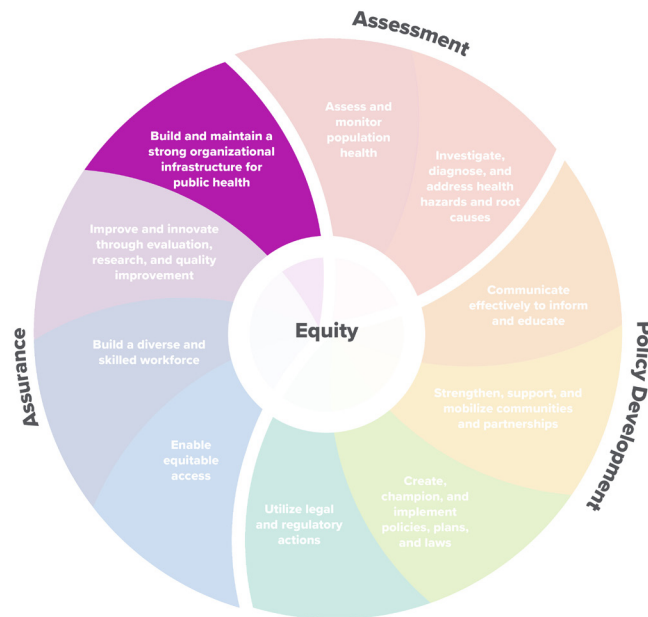 Assessment
Assess and
monitor
population
health
Investigate,
diagnose, and
address health
hazards and root
causes
Policy Development
Communicate
effectively to inform
and educate
Strengthen, support, and
mobilize communities
and partnerships
Create,
champion, and
implement
policies, plans,
and laws
Utilize legal
and regulatory
actions
Assurance
Enable
equitable
access
Build a diverse and
skilled workforce
Improve and innovate
through evaluation,
research, and quality
improvement
Build and maintain a
strong organizational
infrastructure for
public health
Equity